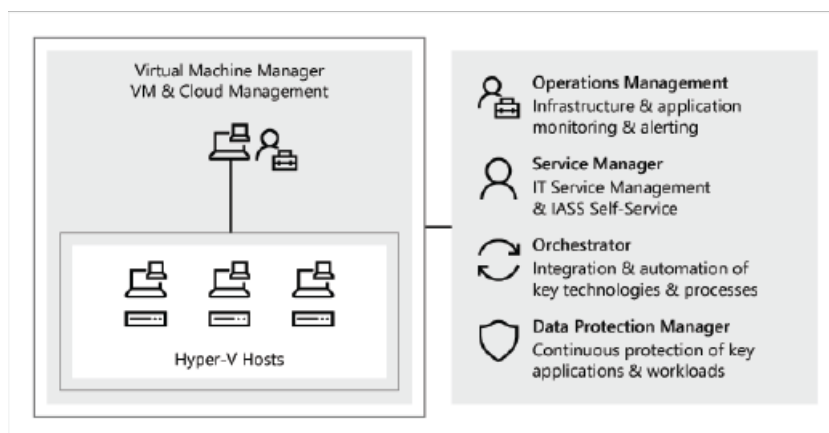 Virtual Machine Manager
VM & Cloud Management
Hyper-V Hosts
Operations Management
Infrastructure & application
monitoring & alerting
Service Manager
IT Service Management
& IASS Self-Service
Orchestrator
Integration & automation of
key technologies & processes
Data Protection Manager
Continuous protection of key
applications & workloads